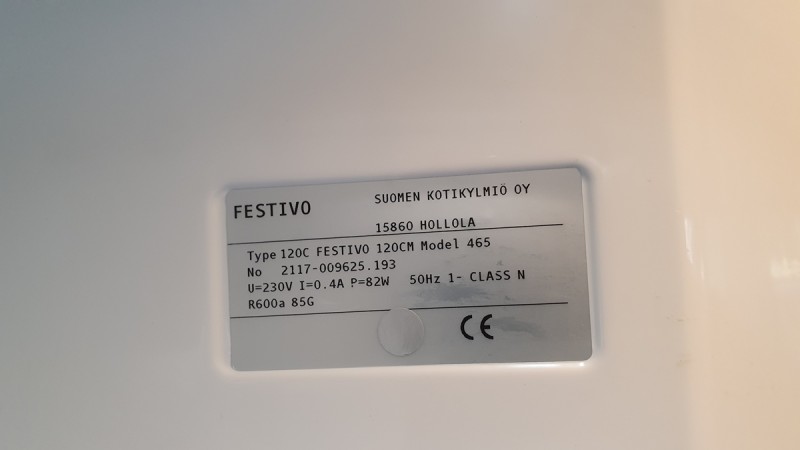 FESTIVO SUOMEN KOTIKYLMIÖ OY
15860 HOLLOLA
Type 120C FESTIVO 120CM Model 465
No 2117-009625.193
U=230V I=0.4A P=82W 50Hz 1- CLASS N
R600a 85G
CE